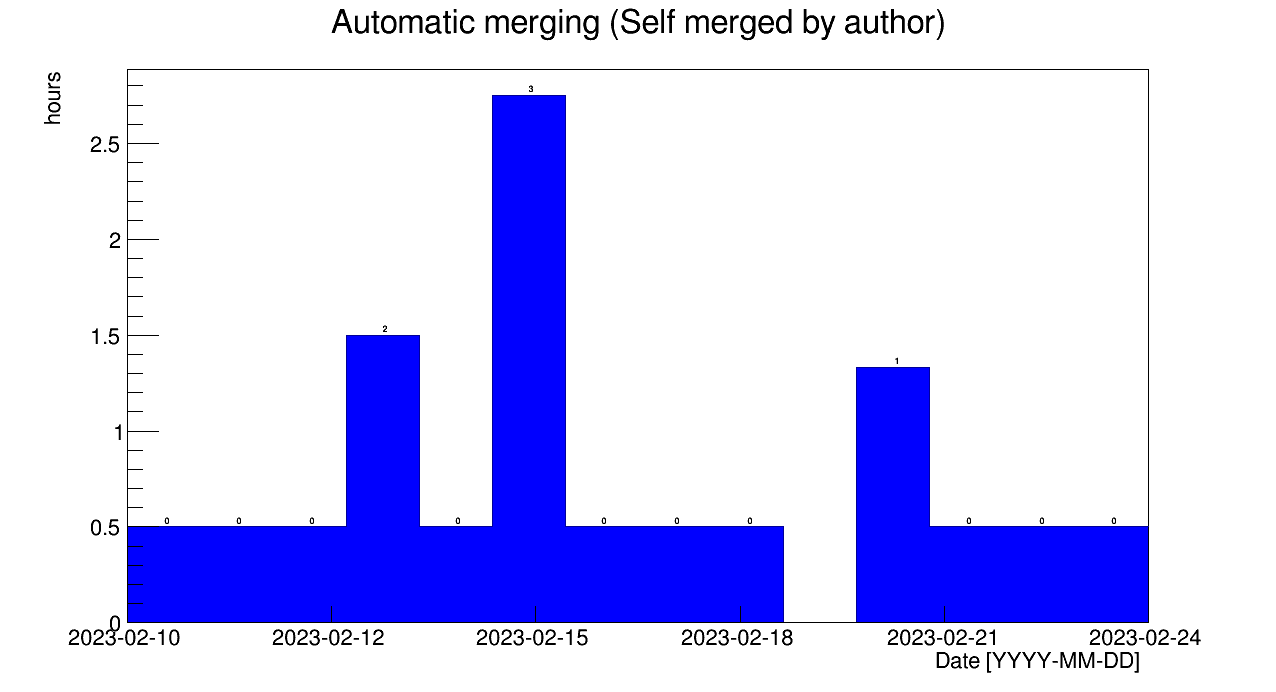 Automatic merging (Self merged by author)
hours
3
2.5
2
2
1.5
1
1
0.5
0 0 0 0 0 0 0 0 0 0
0
2023-02-10 2023-02-12 2023-02-15 2023-02-18 2023-02-21 2023-02-24
Date [YYYY-MM-DD]